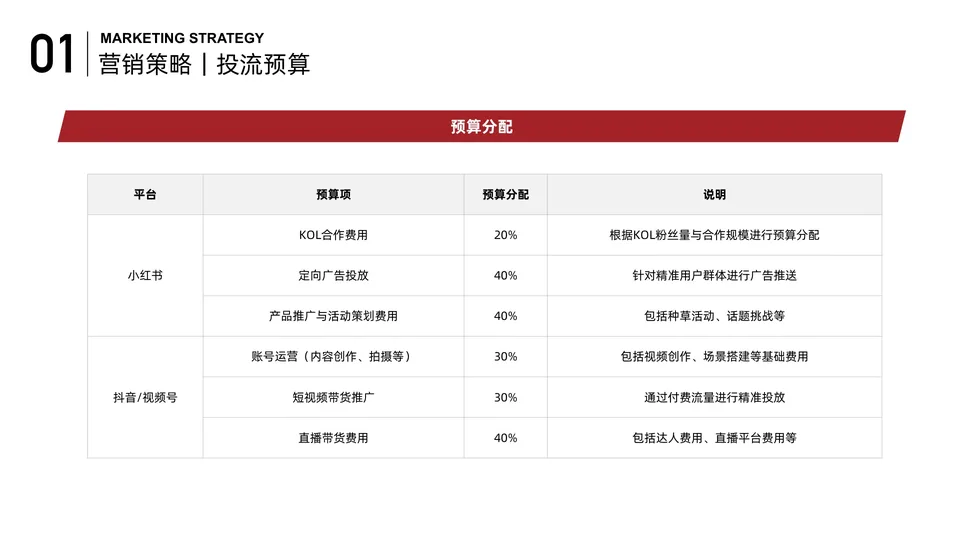 01
MARKETING STRATEGY
营销策略｜投流预算
预算分配
平台 预算项 预算分配 说明
小红书
KOL合作费用 20% 根据KOL粉丝量与合作规模进行预算分配
定向广告投放 40% 针对精准用户群体进行广告推送
产品推广与活动策划费用 40% 包括种草活动、话题挑战等
抖音/视频号
账号运营（内容创作、拍摄等） 30% 包括视频创作、场景搭建等基础费用
短视频带货推广 30% 通过付费流量进行精准投放
直播带货费用 40% 包括达人费用、直播平台费用等